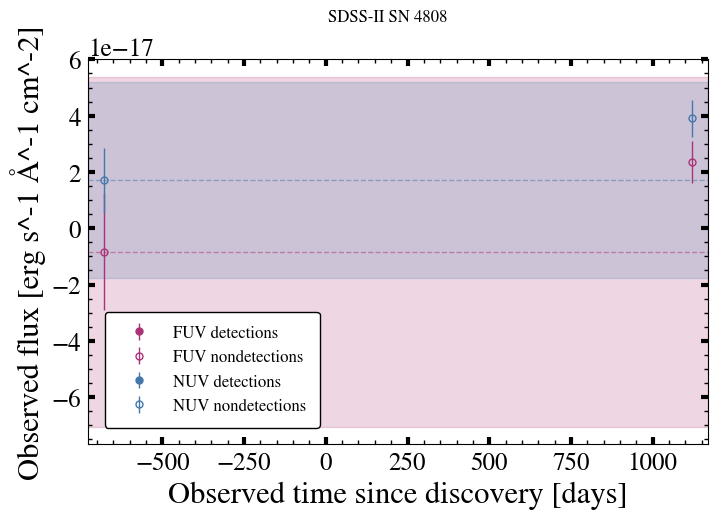 SDSS-II SN 4808
1e−17
6
4
2
0
−2
−4
−6
Observed flux [erg s^-1 Å^-1 cm^-2]
FUV detections
FUV nondetections
NUV detections
NUV nondetections
−500 −250 0 250 500 750 1000
Observed time since discovery [days]